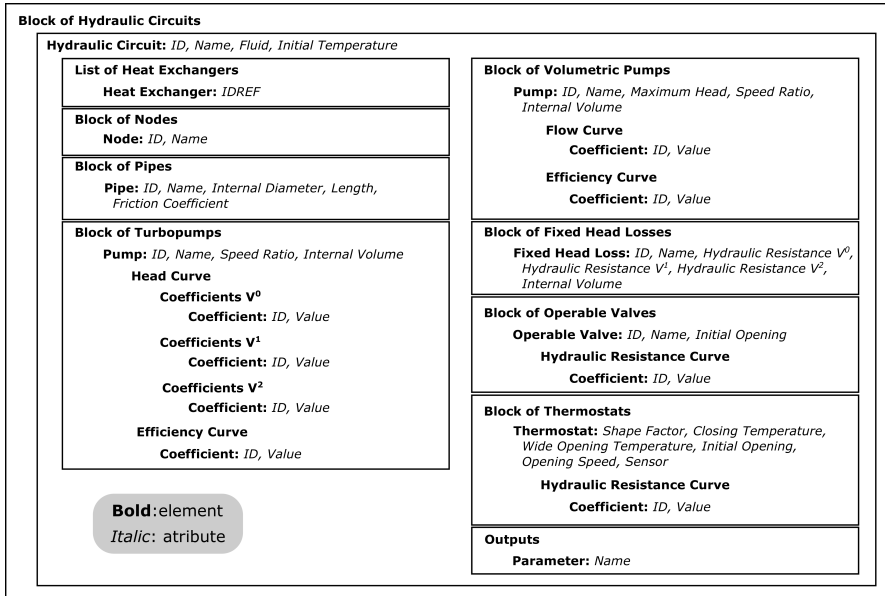 Block of Hydraulic Circuits
Hydraulic Circuit: ID, Name, Fluid, Initial Temperature
List of Heat Exchangers
Heat Exchanger: IDREF
Block of Nodes
Node: ID, Name
Block of Pipes
Pipe: ID, Name, Internal Diameter, Length,
Friction Coefficient
Block of Turbopumps
Pump: ID, Name, Speed Ratio, Internal Volume
Head Curve
Coefficients V⁰
Coefficient: ID, Value
Coefficients V¹
Coefficient: ID, Value
Coefficients V²
Coefficient: ID, Value
Efficiency Curve
Coefficient: ID, Value
Bold:element
Italic: atribute
Block of Volumetric Pumps
Pump: ID, Name, Maximum Head, Speed Ratio,
Internal Volume
Flow Curve
Coefficient: ID, Value
Efficiency Curve
Coefficient: ID, Value
Block of Fixed Head Losses
Fixed Head Loss: ID, Name, Hydraulic Resistance V⁰,
Hydraulic Resistance V¹, Hydraulic Resistance V²,
Internal Volume
Block of Operable Valves
Operable Valve: ID, Name, Initial Opening
Hydraulic Resistance Curve
Coefficient: ID, Value
Block of Thermostats
Thermostat: Shape Factor, Closing Temperature,
Wide Opening Temperature, Initial Opening,
Opening Speed, Sensor
Hydraulic Resistance Curve
Coefficient: ID, Value
Outputs
Parameter: Name